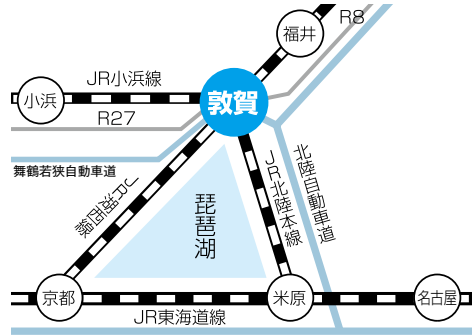 R8
福井
JR小浜線
小浜
敦賀
R27
舞鶴若狭自動車道
JR湖西線
琵琶湖
JR北陸本線
北陸自動車道
京都
米原
名古屋
JR東海道線